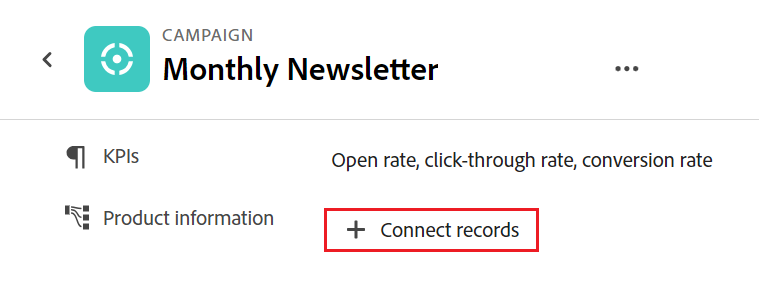 CAMPAIGN
Monthly Newsletter
KPIs
Open rate, click-through rate, conversion rate
Product information
Connect records